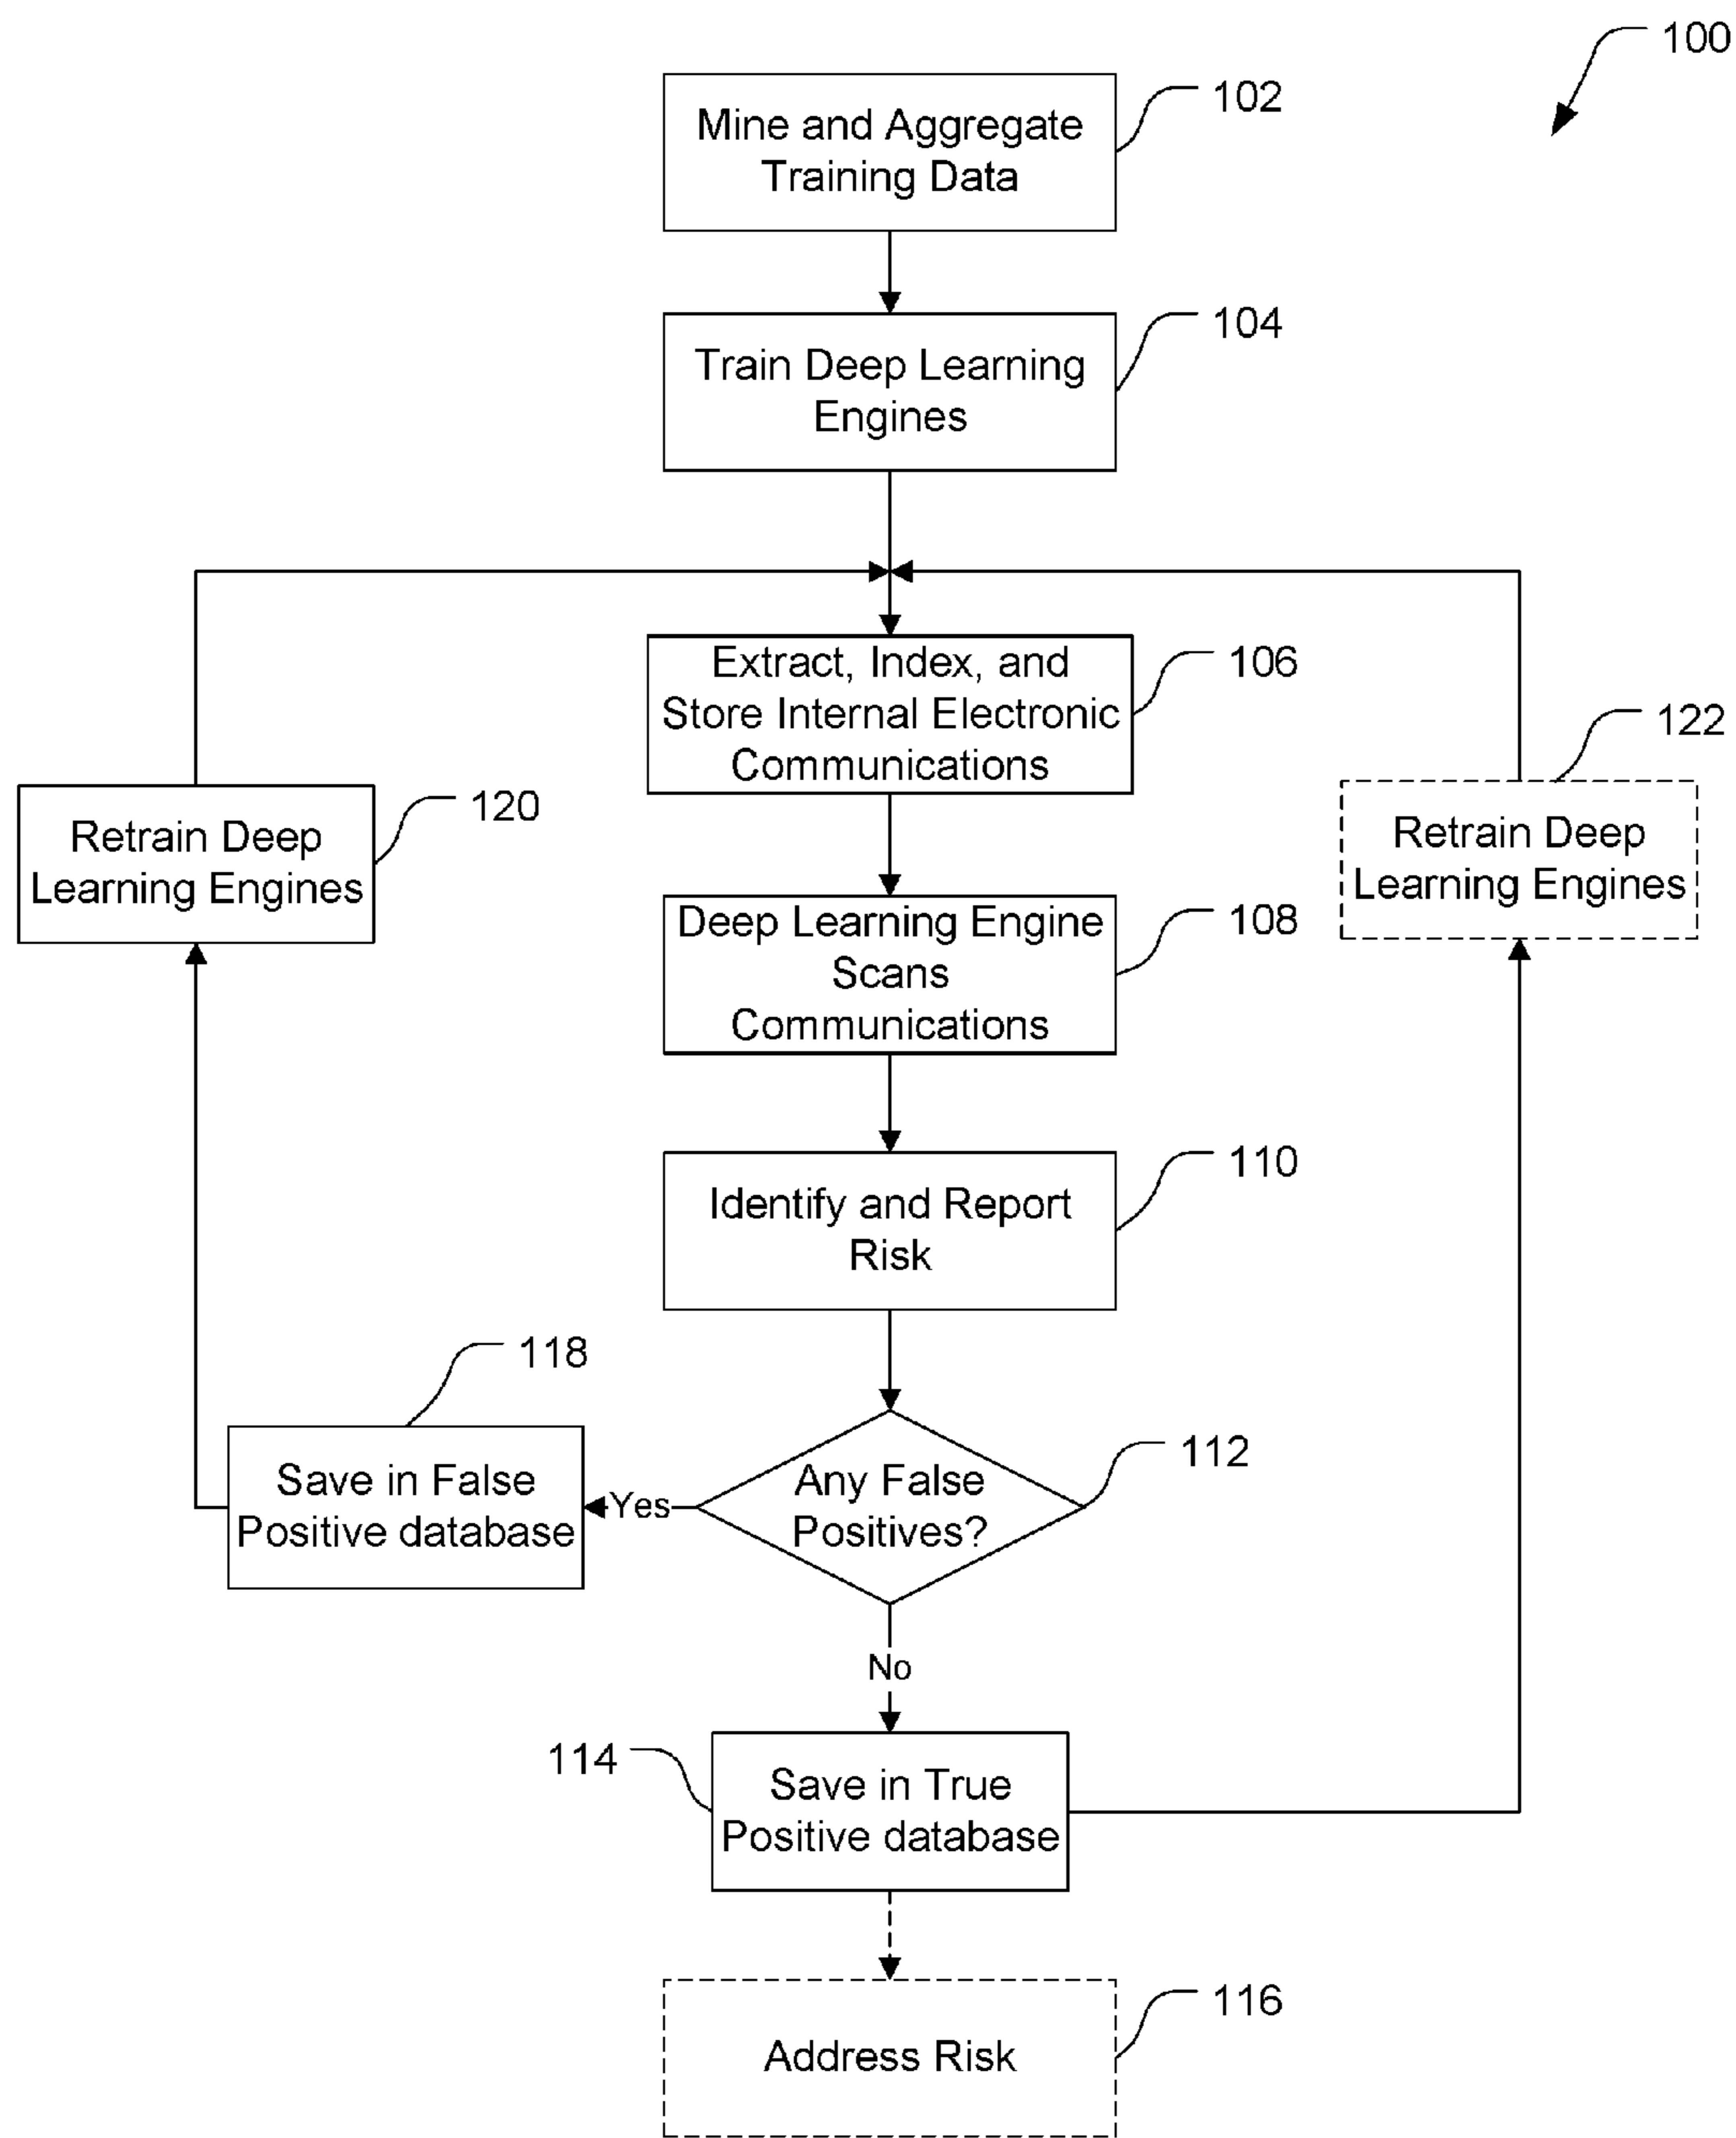 100
102
Mine and Aggregate
Training Data
104
Train Deep Learning
Engines
106
Extract, Index, and
Store Internal Electronic
Communications
122
Retrain Deep
Learning Engines
120
Retrain Deep
Learning Engines
108
Deep Learning Engine
Scans
Communications
110
Identify and Report
Risk
118
Save in False
Positive database
Yes
112
Any False
Positives?
No
114
Save in True
Positive database
116
Address Risk